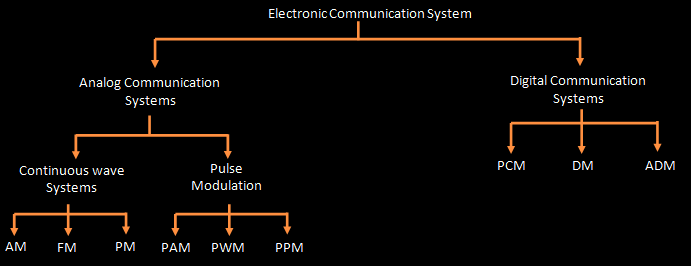 Electronic Communication System
Analog Communication
Systems
Digital Communication
Systems
Continuous wave
Systems
Pulse
Modulation
PCM DM ADM
AM FM PM PAM PWM PPM